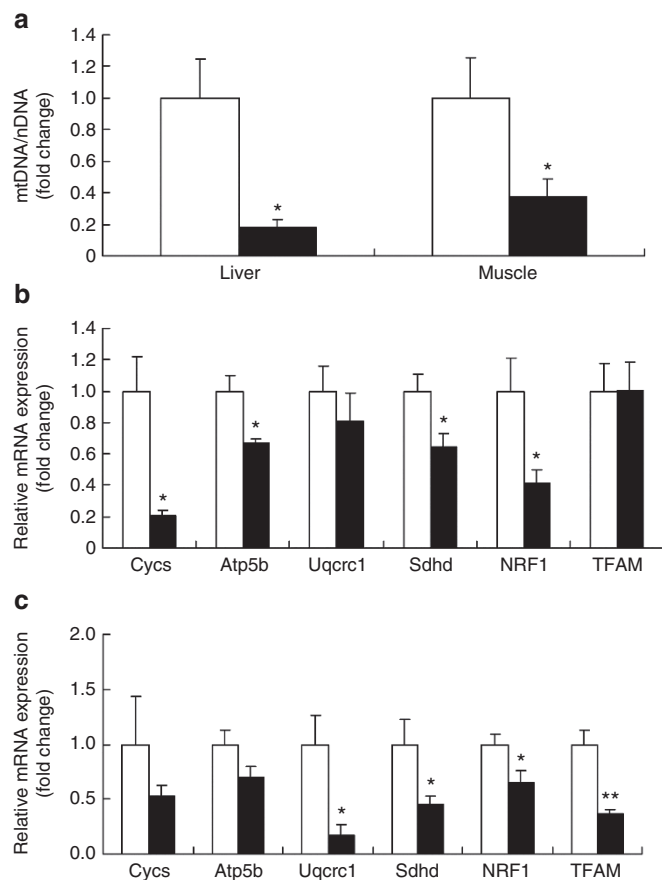 a
mtDNA/nDNA
(fold change)
1.4
1.2
1.0
0.8
0.6
0.4
0.2
0
*
*
Liver Muscle
b
Relative mRNA expression
(fold change)
1.4
1.2
1.0
0.8
0.6
0.4
0.2
0
*
*
*
*
Cycs Atp5b Uqcrc1 Sdhd NRF1 TFAM
c
Relative mRNA expression
(fold change)
2.0
1.5
1.0
0.5
0
*
*
*
**
Cycs Atp5b Uqcrc1 Sdhd NRF1 TFAM